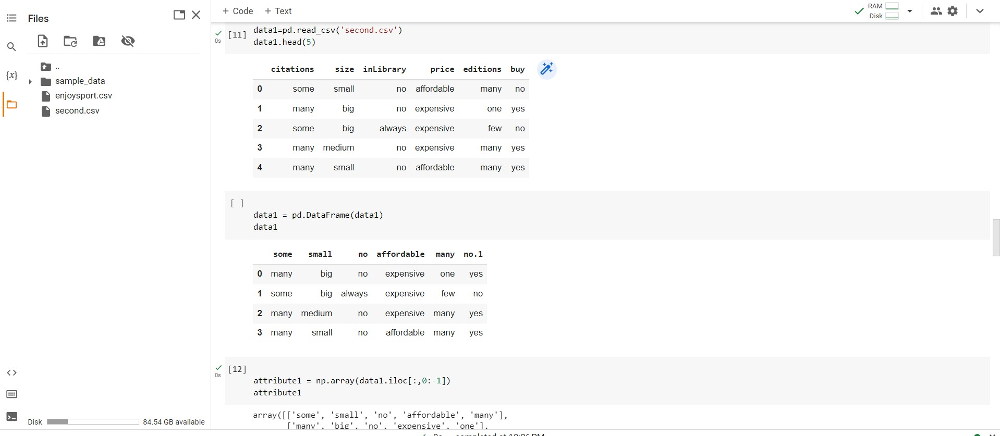 Files
+ Code + Text
RAM
Disk
..
sample_data
enjoysport.csv
second.csv
{x}
[11]
0s
data1=pd.read_csv('second.csv')
data1.head(5)
citations size inLibrary price editions buy
0 some small no affordable many no
1 many big no expensive one yes
2 some big always expensive few no
3 many medium no expensive many yes
4 many small no affordable many yes
[ ]
data1 = pd.DataFrame(data1)
data1
some small no affordable many no.1
0 many big no expensive one yes
1 some big always expensive few no
2 many medium no expensive many yes
3 many small no affordable many yes
[12]
0s
attribute1 = np.array(data1.iloc[:,0:-1])
attribute1
array([['some', 'small', 'no', 'affordable', 'many'],
['many', 'big', 'no', 'expensive', 'one'],
Disk 84.54 GB available
0s completed at 10:06 PM